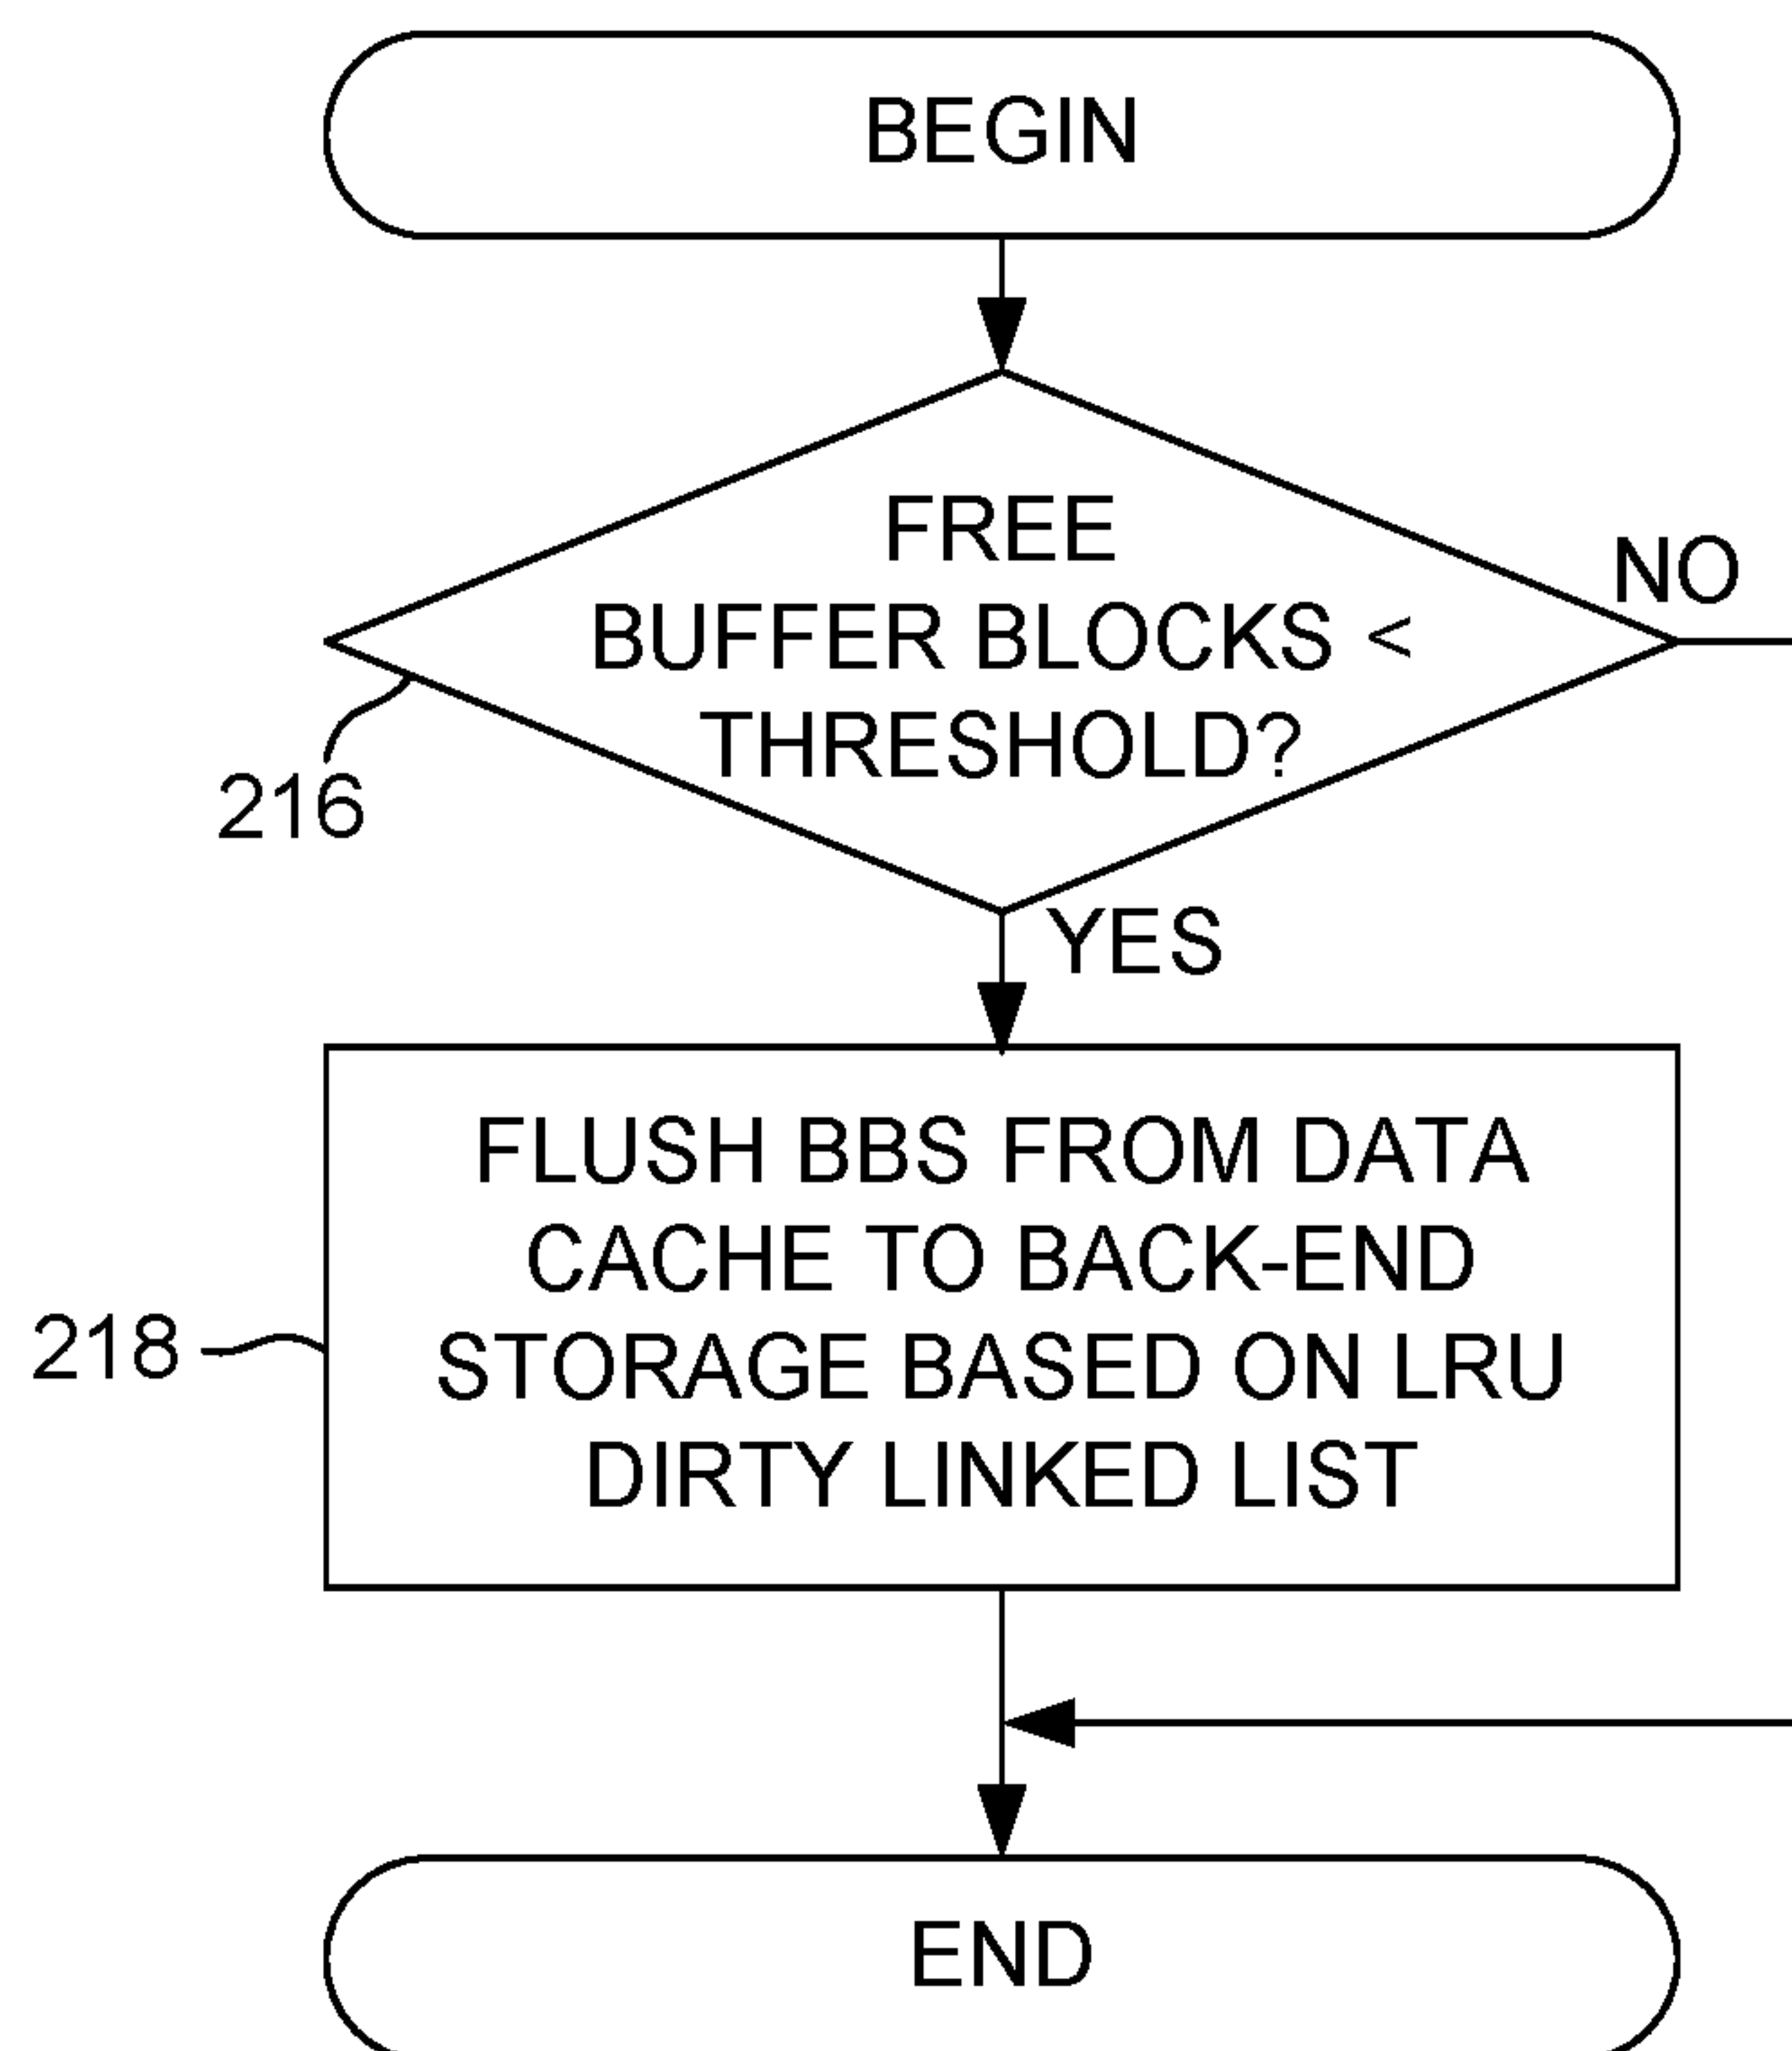 BEGIN
FREE
BUFFER BLOCKS <
THRESHOLD?
NO
216
YES
FLUSH BBS FROM DATA
CACHE TO BACK-END
STORAGE BASED ON LRU
DIRTY LINKED LIST
218
END